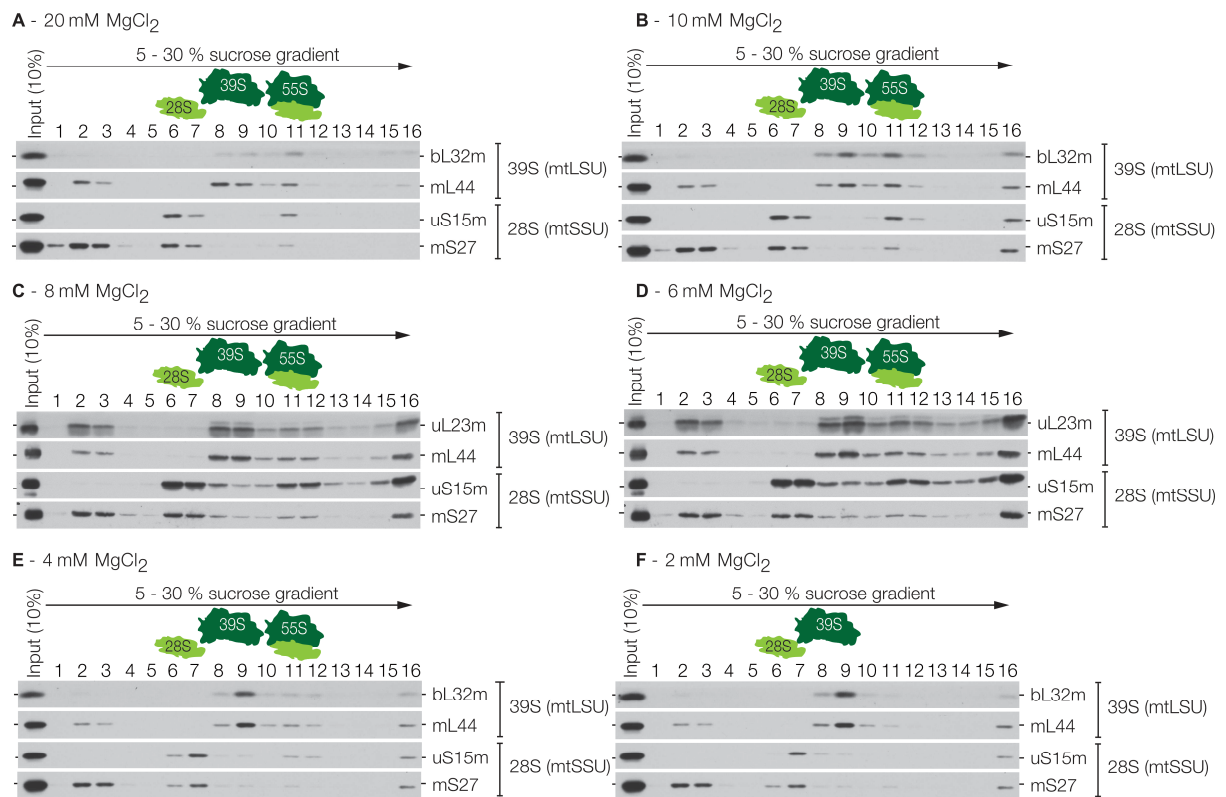 A - 20 mM MgCl2
5 - 30 % sucrose gradient
Input (10%)
28S
39S
55S
1 2 3 4 5 6 7 8 9 10 11 12 13 14 15 16
bL32m
mL44
39S (mtLSU)
uS15m
mS27
28S (mtSSU)
B - 10 mM MgCl2
5 - 30 % sucrose gradient
Input (10%)
28S
39S
55S
1 2 3 4 5 6 7 8 9 10 11 12 13 14 15 16
bL32m
mL44
39S (mtLSU)
uS15m
mS27
28S (mtSSU)
C - 8 mM MgCl2
5 - 30 % sucrose gradient
Input (10%)
28S
39S
55S
1 2 3 4 5 6 7 8 9 10 11 12 13 14 15 16
uL23m
mL44
39S (mtLSU)
uS15m
mS27
28S (mtSSU)
D - 6 mM MgCl2
5 - 30 % sucrose gradient
Input (10%)
28S
39S
55S
1 2 3 4 5 6 7 8 9 10 11 12 13 14 15 16
uL23m
mL44
39S (mtLSU)
uS15m
mS27
28S (mtSSU)
E - 4 mM MgCl2
5 - 30 % sucrose gradient
Input (10%)
28S
39S
55S
1 2 3 4 5 6 7 8 9 10 11 12 13 14 15 16
bL32m
mL44
39S (mtLSU)
uS15m
mS27
28S (mtSSU)
F - 2 mM MgCl2
5 - 30 % sucrose gradient
Input (10%)
28S
39S
1 2 3 4 5 6 7 8 9 10 11 12 13 14 15 16
bL32m
mL44
39S (mtLSU)
uS15m
mS27
28S (mtSSU)